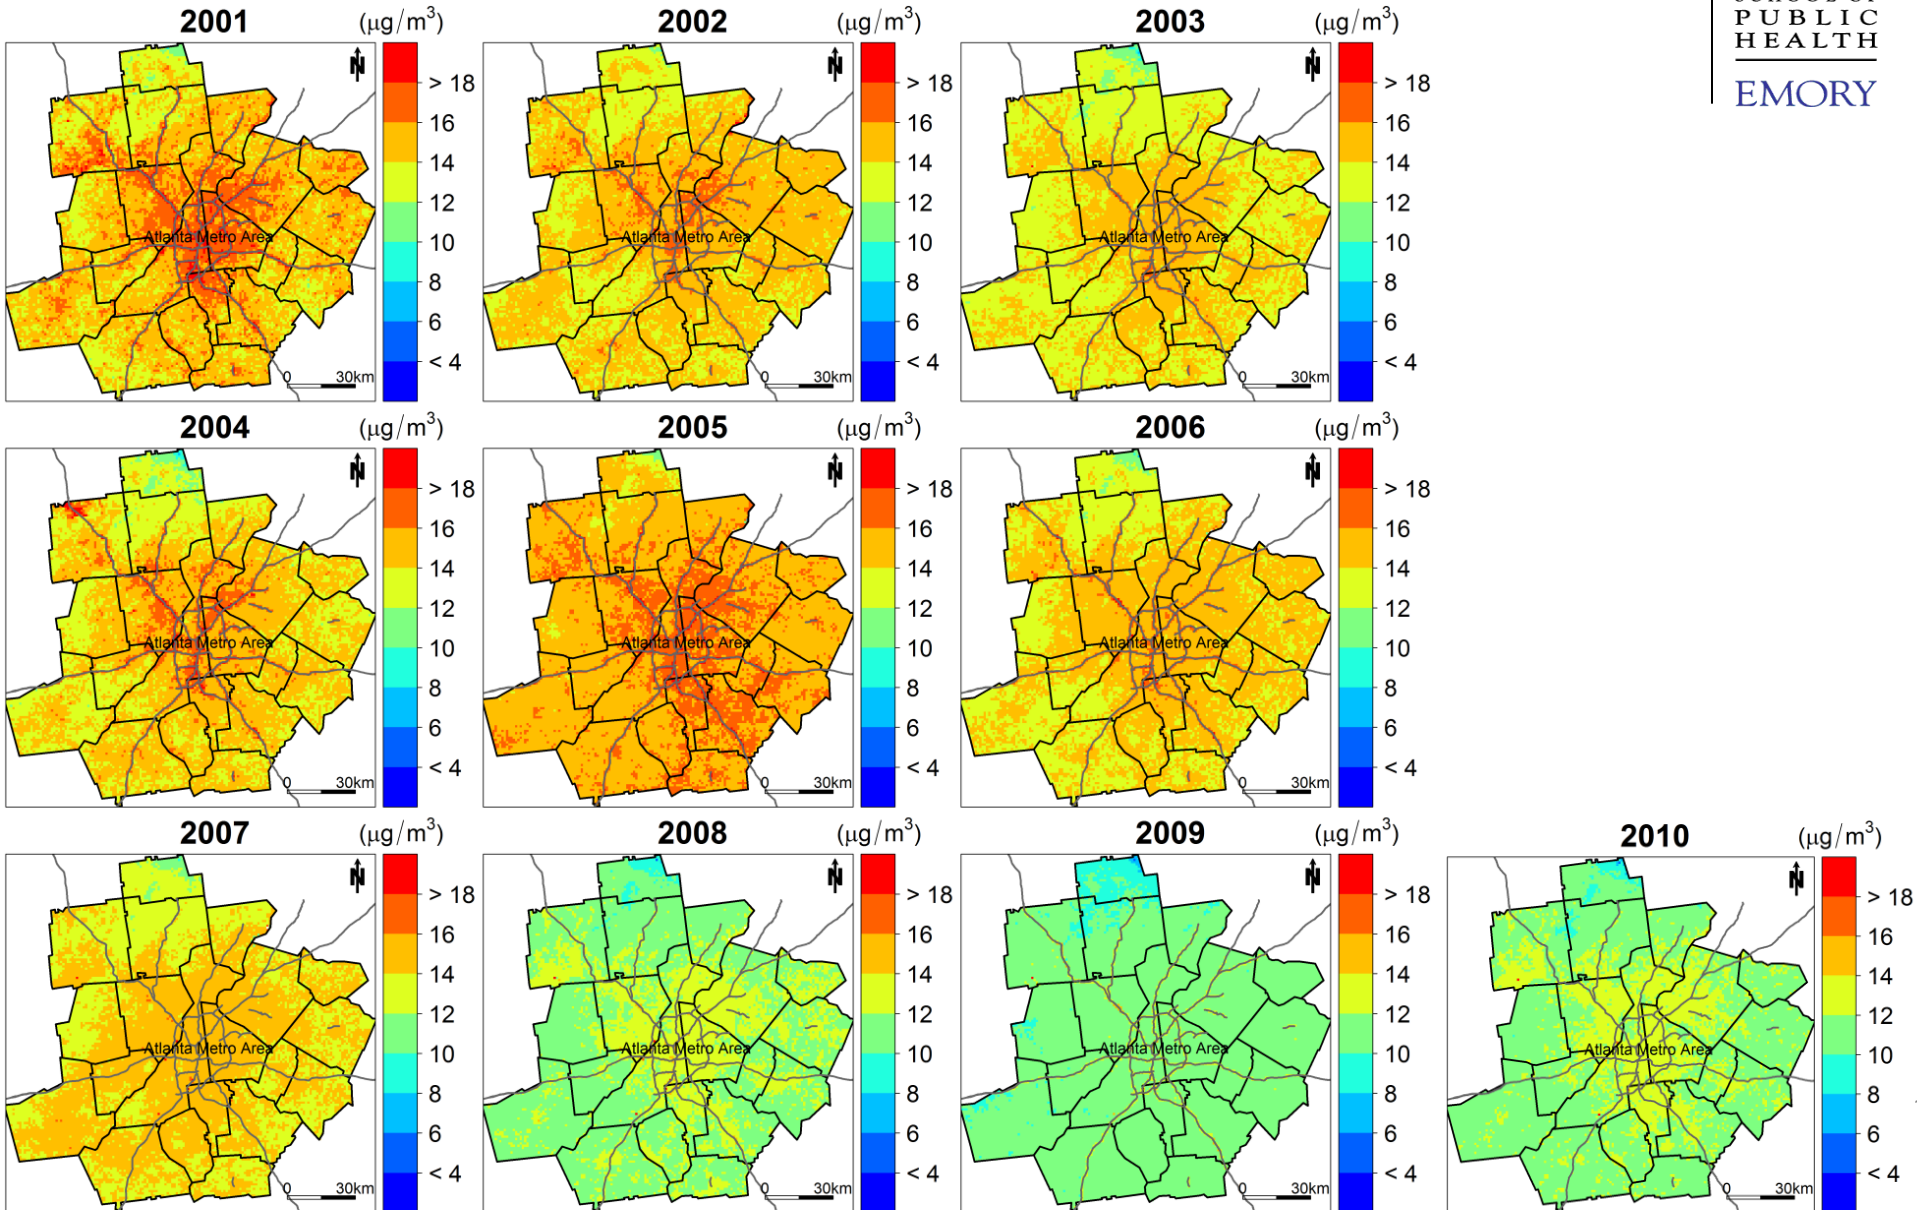 2001 (μg/m³) 2002 (μg/m³) 2003 (μg/m³)
PUBLIC
HEALTH
EMORY
N
> 18
16
14
12
10
8
6
< 4
Atlanta Metro Area
0 30km
N
> 18
16
14
12
10
8
6
< 4
Atlanta Metro Area
0 30km
N
> 18
16
14
12
10
8
6
< 4
Atlanta Metro Area
0 30km
2004 (μg/m³) 2005 (μg/m³) 2006 (μg/m³)
N
> 18
16
14
12
10
8
6
< 4
Atlanta Metro Area
0 30km
N
> 18
16
14
12
10
8
6
< 4
Atlanta Metro Area
0 30km
N
> 18
16
14
12
10
8
6
< 4
Atlanta Metro Area
0 30km
2007 (μg/m³) 2008 (μg/m³) 2009 (μg/m³) 2010 (μg/m³)
N
> 18
16
14
12
10
8
6
< 4
Atlanta Metro Area
0 30km
N
> 18
16
14
12
10
8
6
< 4
Atlanta Metro Area
0 30km
N
> 18
16
14
12
10
8
6
< 4
Atlanta Metro Area
0 30km
N
> 18
16
14
12
10
8
6
< 4
Atlanta Metro Area
0 30km